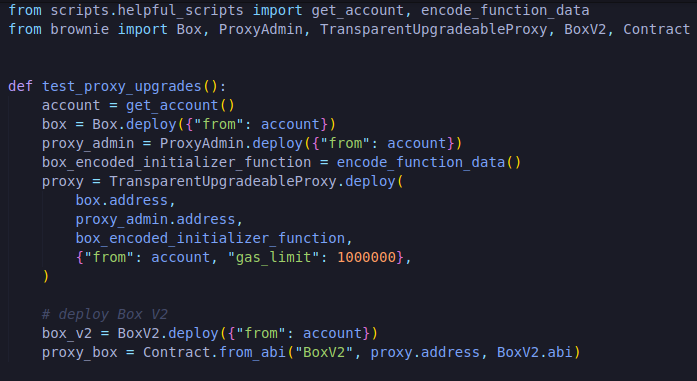 from scripts.helpful_scripts import get_account, encode_function_data
from brownie import Box, ProxyAdmin, TransparentUpgradeableProxy, BoxV2, Contract


def test_proxy_upgrades():
    account = get_account()
    box = Box.deploy({"from": account})
    proxy_admin = ProxyAdmin.deploy({"from": account})
    box_encoded_initializer_function = encode_function_data()
    proxy = TransparentUpgradeableProxy.deploy(
        box.address,
        proxy_admin.address,
        box_encoded_initializer_function,
        {"from": account, "gas_limit": 1000000},
    )

    # deploy Box V2
    box_v2 = BoxV2.deploy({"from": account})
    proxy_box = Contract.from_abi("BoxV2", proxy.address, BoxV2.abi)